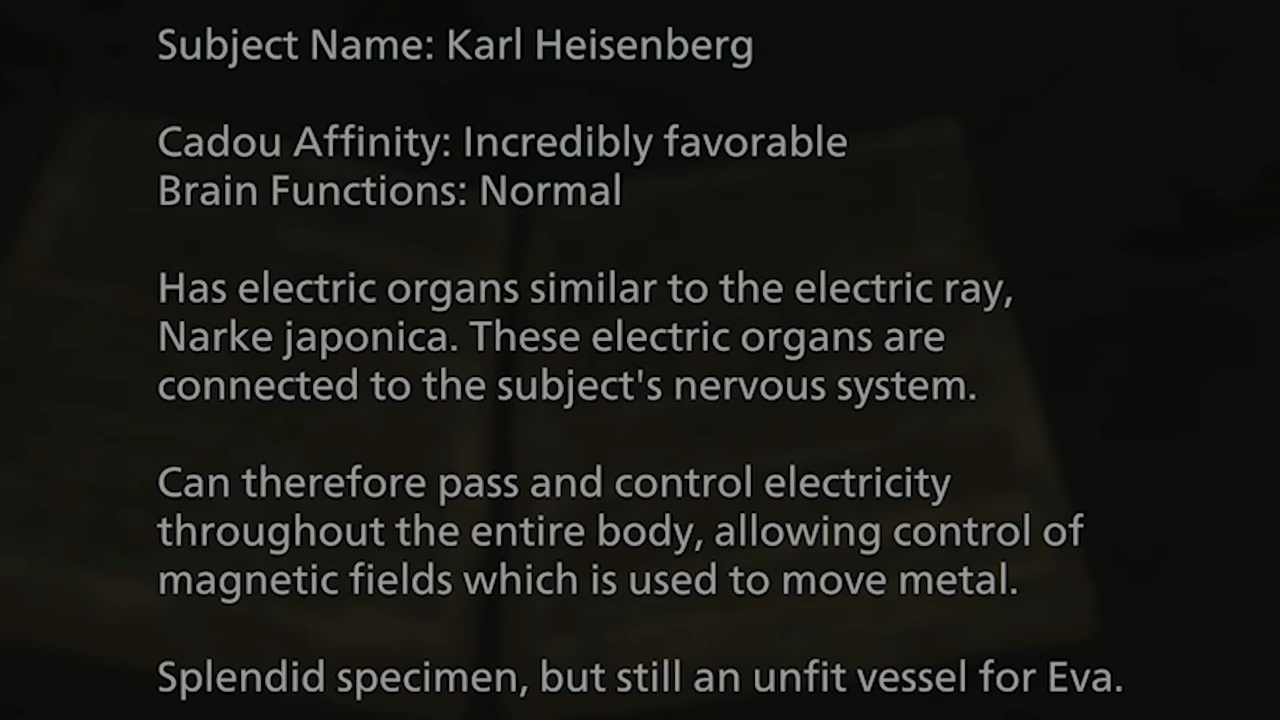 Subject Name: Karl Heisenberg
Cadou Affinity: Incredibly favorable
Brain Functions: Normal
Has electric organs similar to the electric ray,
Narke japonica. These electric organs are
connected to the subject's nervous system.
Can therefore pass and control electricity
throughout the entire body, allowing control of
magnetic fields which is used to move metal.
Splendid specimen, but still an unfit vessel for Eva.